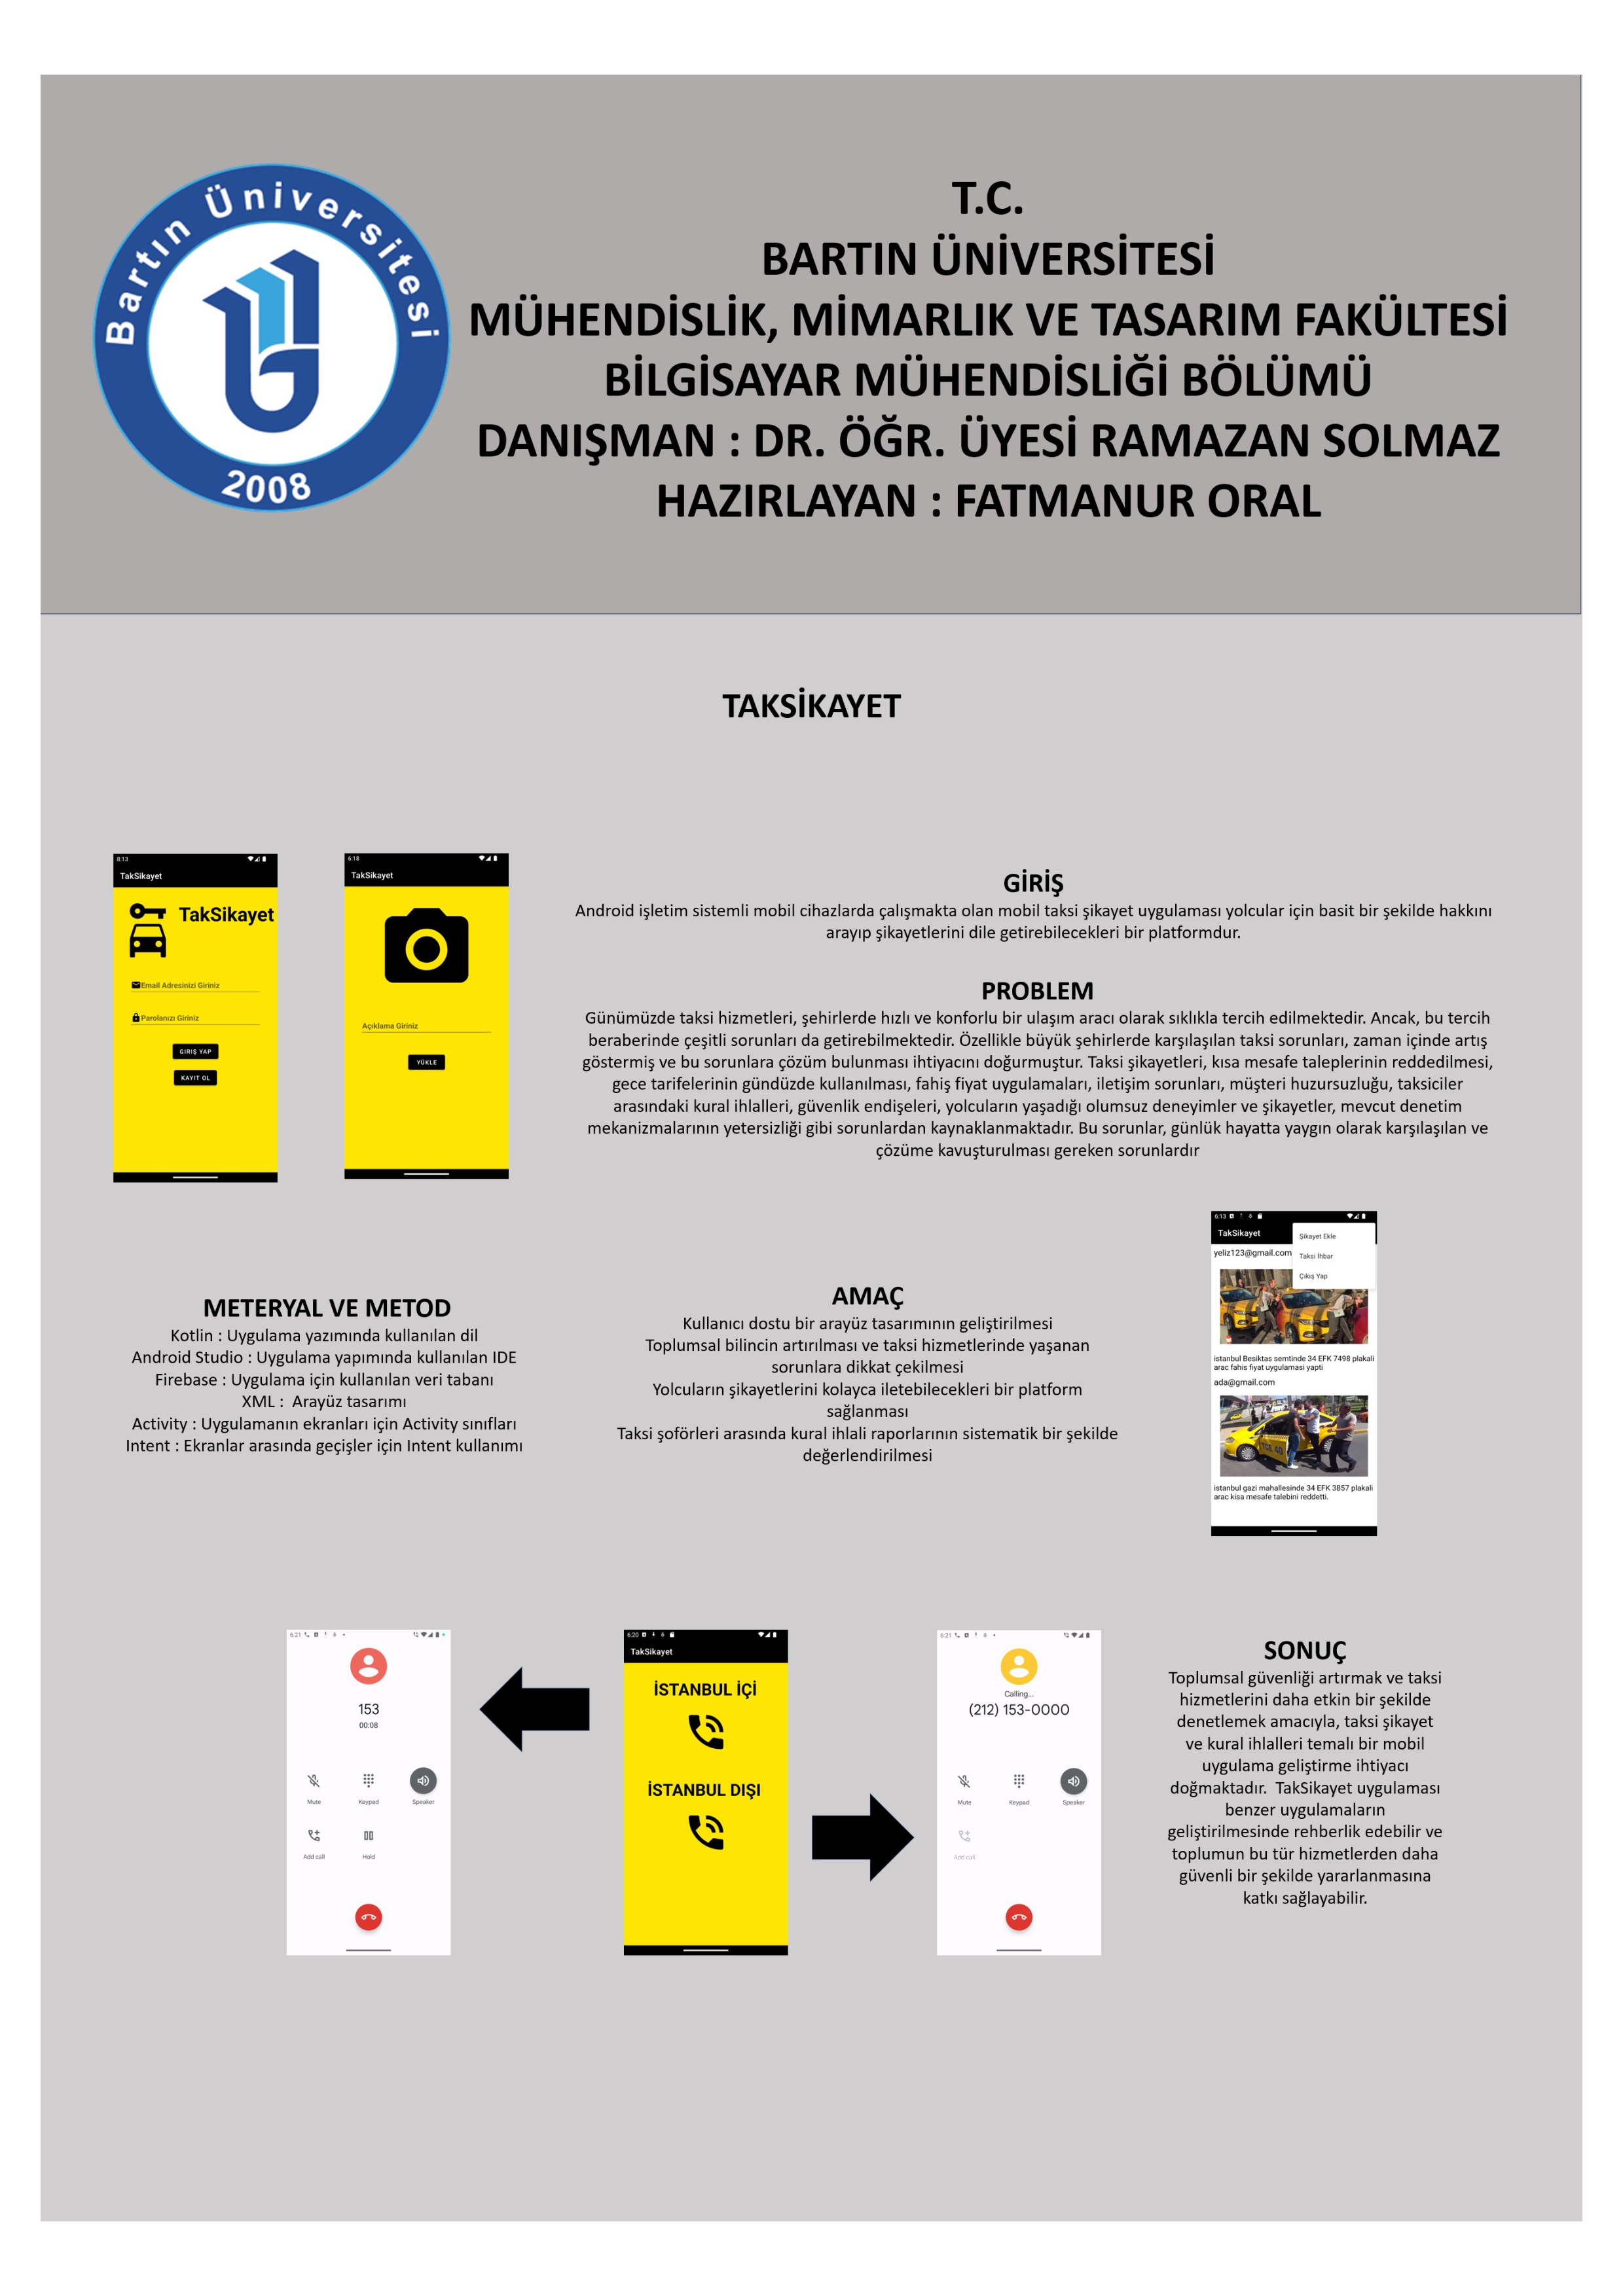 Bartın Üniversitesi
2008
T.C.
BARTIN ÜNİVERSİTESİ
MÜHENDİSLİK, MİMARLIK VE TASARIM FAKÜLTESİ
BİLGİSAYAR MÜHENDİSLİĞİ BÖLÜMÜ
DANIŞMAN : DR. ÖĞR. ÜYESİ RAMAZAN SOLMAZ
HAZIRLAYAN : FATMANUR ORAL
TAKSİKAYET
8:13
TakSikayet
TakSikayet
Email Adresinizi Giriniz
Parolanızı Giriniz
GIRIŞ YAP
KAYIT OL
6:18
TakSikayet
Açıklama Giriniz
YÜKLE
GİRİŞ
Android işletim sistemli mobil cihazlarda çalışmakta olan mobil taksi şikayet uygulaması yolcular için basit bir şekilde hakkını
arayıp şikayetlerini dile getirebilecekleri bir platformdur.
PROBLEM
Günümüzde taksi hizmetleri, şehirlerde hızlı ve konforlu bir ulaşım aracı olarak sıklıkla tercih edilmektedir. Ancak, bu tercih
beraberinde çeşitli sorunları da getirebilmektedir. Özellikle büyük şehirlerde karşılaşılan taksi sorunları, zaman içinde artış
göstermiş ve bu sorunlara çözüm bulunması ihtiyacını doğurmuştur. Taksi şikayetleri, kısa mesafe taleplerinin reddedilmesi,
gece tarifelerinin gündüzde kullanılması, fahiş fiyat uygulamaları, iletişim sorunları, müşteri huzursuzluğu, taksiciler
arasındaki kural ihlalleri, güvenlik endişeleri, yolcuların yaşadığı olumsuz deneyimler ve şikayetler, mevcut denetim
mekanizmalarının yetersizliği gibi sorunlardan kaynaklanmaktadır. Bu sorunlar, günlük hayatta yaygın olarak karşılaşılan ve
çözüme kavuşturulması gereken sorunlardır
METERYAL VE METOD
Kotlin : Uygulama yazımında kullanılan dil
Android Studio : Uygulama yapımında kullanılan IDE
Firebase : Uygulama için kullanılan veri tabanı
XML :  Arayüz tasarımı
Activity : Uygulamanın ekranları için Activity sınıfları
Intent : Ekranlar arasında geçişler için Intent kullanımı
AMAÇ
Kullanıcı dostu bir arayüz tasarımının geliştirilmesi
Toplumsal bilincin artırılması ve taksi hizmetlerinde yaşanan
sorunlara dikkat çekilmesi
Yolcuların şikayetlerini kolayca iletebilecekleri bir platform
sağlanması
Taksi şoförleri arasında kural ihlali raporlarının sistematik bir şekilde
değerlendirilmesi
6:13
TakSikayet
Şikayet Ekle
Taksi İhbar
Çıkış Yap
yeliz123@gmail.com
istanbul Besiktas semtinde 34 EFK 7498 plakali
arac fahis fiyat uygulamasi yapti
ada@gmail.com
TCE 40
istanbul gazi mahallesinde 34 EFK 3857 plakali
arac kisa mesafe talebini reddetti.
6:21
153
00:08
Mute
Keypad
Speaker
Add call
Hold
6:20
TakSikayet
İSTANBUL İÇİ
İSTANBUL DIŞI
6:21
Calling...
(212) 153-0000
Mute
Keypad
Speaker
Add call
SONUÇ
Toplumsal güvenliği artırmak ve taksi
hizmetlerini daha etkin bir şekilde
denetlemek amacıyla, taksi şikayet
ve kural ihlalleri temalı bir mobil
uygulama geliştirme ihtiyacı
doğmaktadır.  TakSikayet uygulaması
benzer uygulamaların
geliştirilmesinde rehberlik edebilir ve
toplumun bu tür hizmetlerden daha
güvenli bir şekilde yararlanmasına
katkı sağlayabilir.